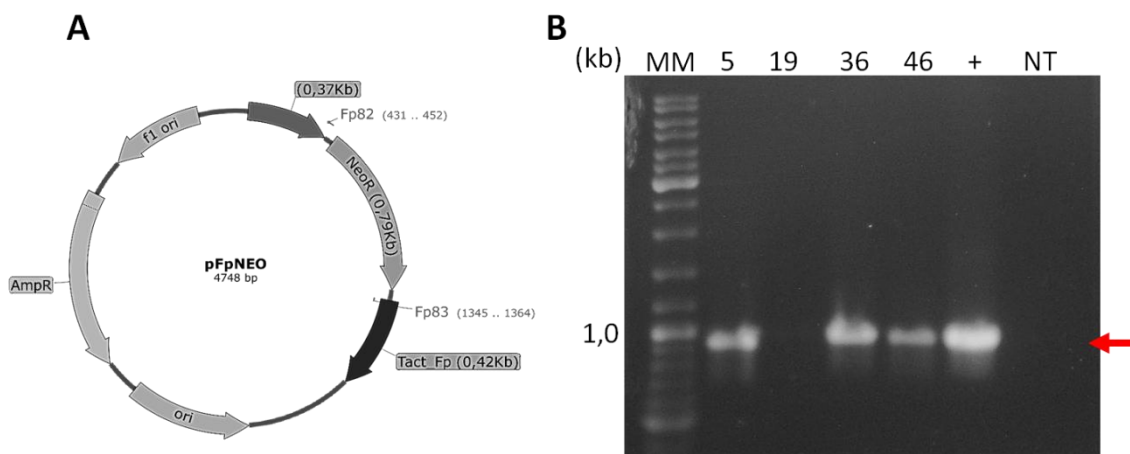 A
(0,37Kb)
Fp82 (431 .. 452)
f1 ori
NeoR (0,79Kb)
AmpR
pFpNEO
4748 bp
Fp83 (1345 .. 1364)
Tact_Fp (0,42Kb)
ori
B
(kb) MM 5 19 36 46 + NT
1,0